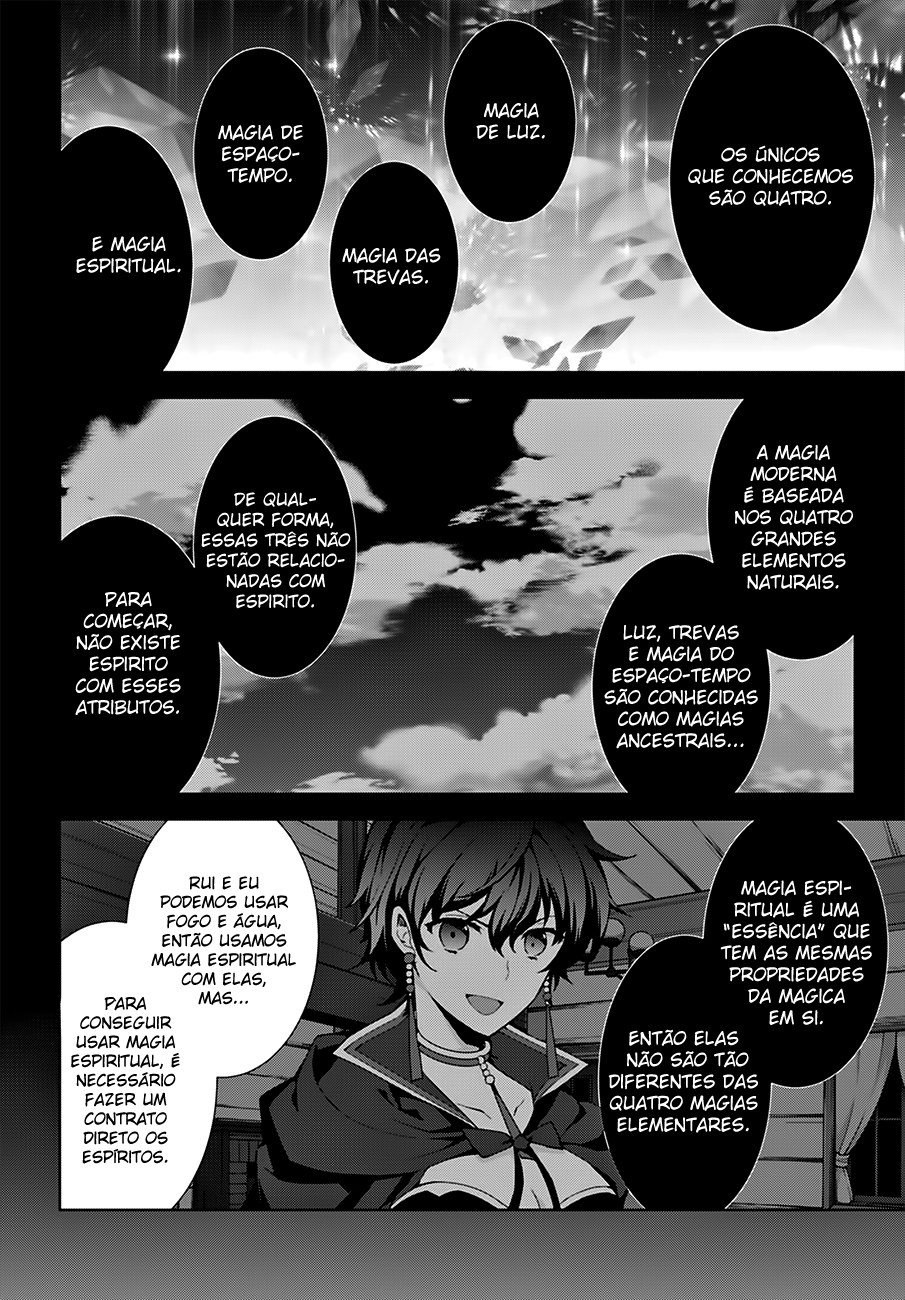 OS ÚNICOS
QUE CONHECEMOS
SÃO QUATRO.
MAGIA
DE LUZ.
MAGIA DAS
TREVAS.
MAGIA DE
ESPAÇO-
TEMPO.
E MAGIA
ESPIRITUAL.
A MAGIA
MODERNA
É BASEADA
NOS QUATRO
GRANDES
ELEMENTOS
NATURAIS.
LUZ, TREVAS
E MAGIA DO
ESPAÇO-TEMPO
SÃO CONHECIDAS
COMO MAGIAS
ANCESTRAIS...
DE QUAL-
QUER FORMA,
ESSAS TRÊS NÃO
ESTÃO RELACIO-
NADAS COM
ESPIRITO.
PARA
COMEÇAR,
NÃO EXISTE
ESPIRITO
COM ESSES
ATRIBUTOS.
MAGIA ESPI-
RITUAL É UMA
“ESSÊNCIA” QUE
TEM AS MESMAS
PROPRIEDADES
DA MAGICA
EM SI.
ENTÃO ELAS
NÃO SÃO TÃO
DIFERENTES DAS
QUATRO MAGIAS
ELEMENTARES.
RUI E EU
PODEMOS USAR
FOGO E ÁGUA,
ENTÃO USAMOS
MAGIA ESPIRITUAL
COM ELAS,
MAS...
PARA
CONSEGUIR
USAR MAGIA
ESPIRITUAL, É
NECESSÁRIO
FAZER UM
CONTRATO
DIRETO OS
ESPÍRITOS.